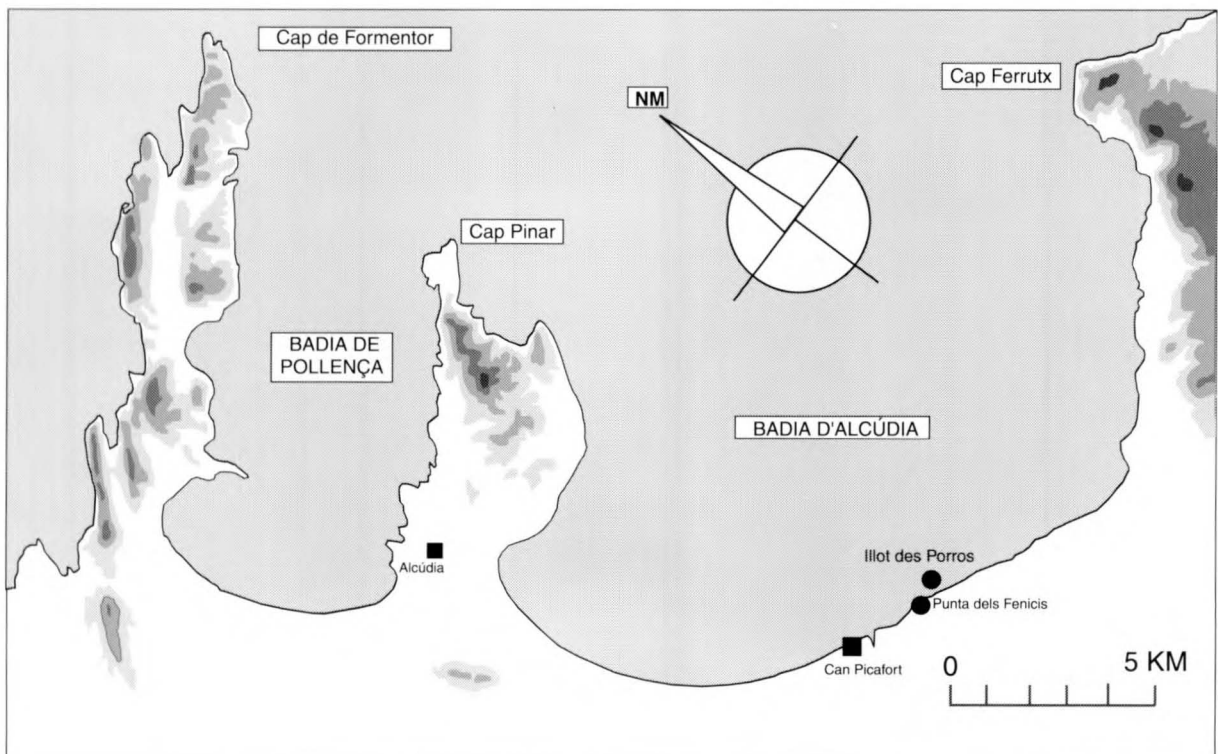 Cap de Formentor
Cap Ferrutx
NM
Cap Pinar
BADIA DE
POLLENÇA
BADIA D'ALCÚDIA
Alcúdia
Illot des Porros
Punta dels Fenicis
Can Picafort
0 5 KM